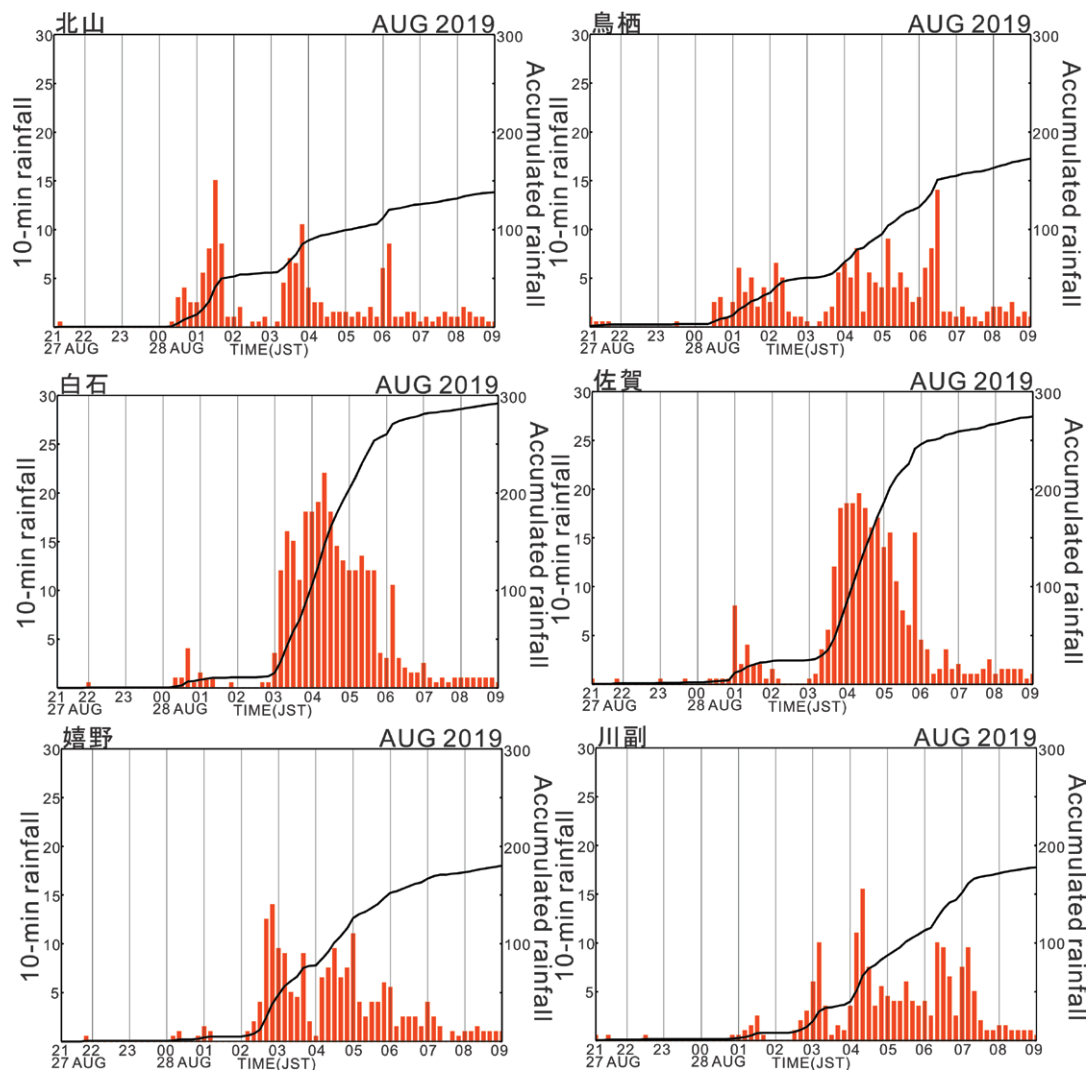 北山 AUG 2019
30 25 20 15 10 5
10-min rainfall
300 200 100
Accumulated rainfall
21 22 23 00 01 02 03 04 05 06 07 08 09
27 AUG 28 AUG TIME(JST)
鳥栖 AUG 2019
30 25 20 15 10 5
10-min rainfall
300 200 100
Accumulated rainfall
21 22 23 00 01 02 03 04 05 06 07 08 09
27 AUG 28 AUG TIME(JST)
白石 AUG 2019
30 25 20 15 10 5
10-min rainfall
300 200 100
Accumulated rainfall
21 22 23 00 01 02 03 04 05 06 07 08 09
27 AUG 28 AUG TIME(JST)
佐賀 AUG 2019
30 25 20 15 10 5
10-min rainfall
300 200 100
Accumulated rainfall
21 22 23 00 01 02 03 04 05 06 07 08 09
27 AUG 28 AUG TIME(JST)
嬉野 AUG 2019
30 25 20 15 10 5
10-min rainfall
300 200 100
Accumulated rainfall
21 22 23 00 01 02 03 04 05 06 07 08 09
27 AUG 28 AUG TIME(JST)
川副 AUG 2019
30 25 20 15 10 5
10-min rainfall
300 200 100
Accumulated rainfall
21 22 23 00 01 02 03 04 05 06 07 08 09
27 AUG 28 AUG TIME(JST)